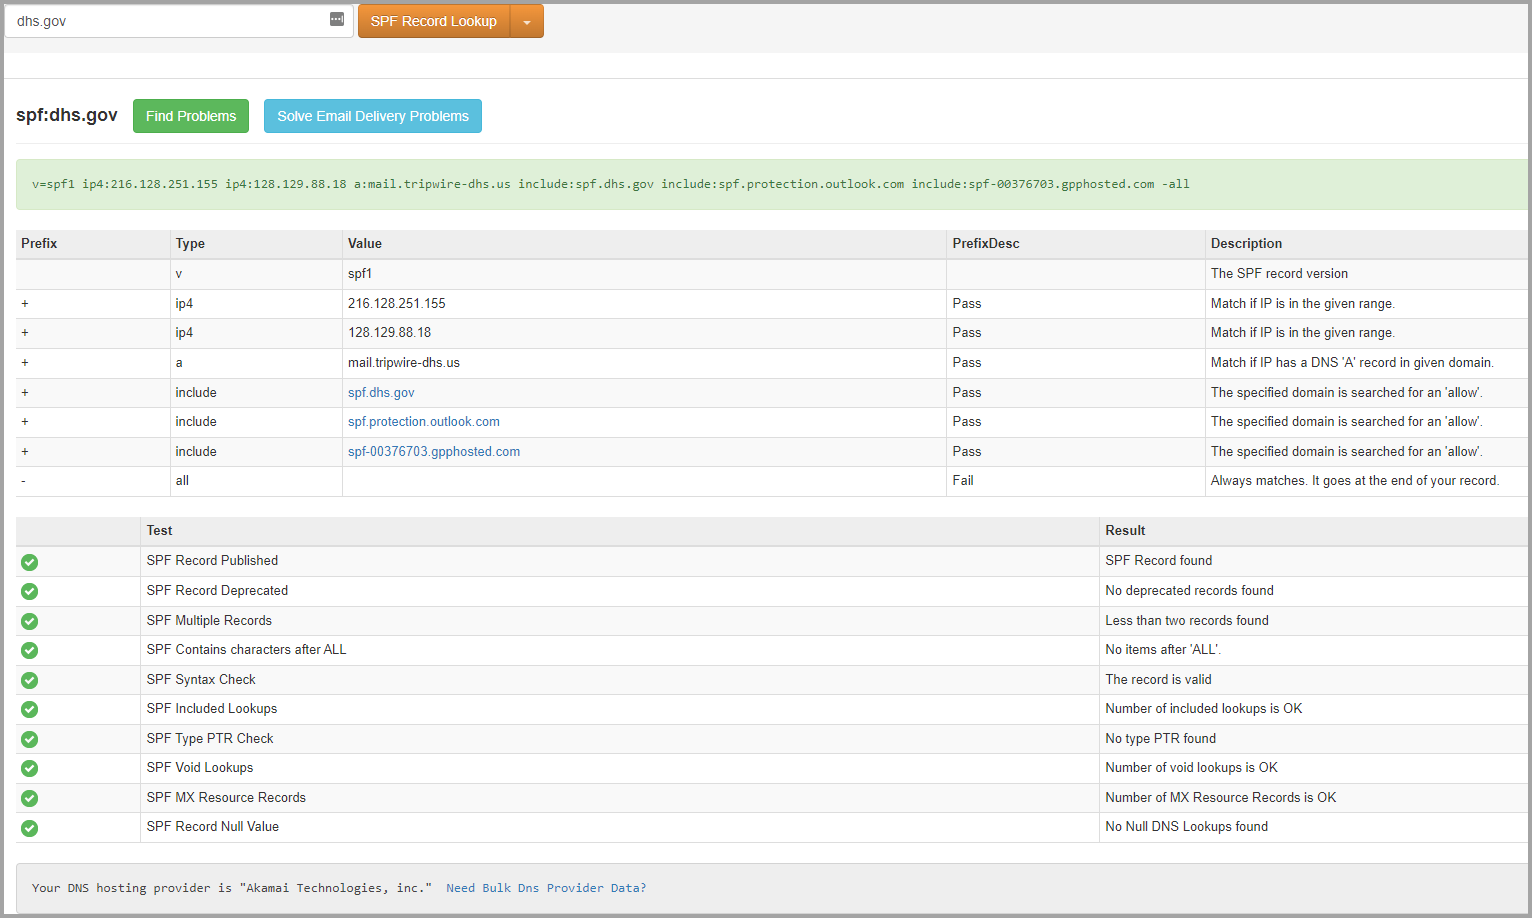 dhs.gov SPF Record Lookup
spf:dhs.gov Find Problems Solve Email Delivery Problems
v=spf1 ip4:216.128.251.155 ip4:128.129.88.18 a:mail.tripwire-dhs.us include:spf.dhs.gov include:spf.protection.outlook.com include:spf-00376703.gpphosted.com -all
Prefix Type Value PrefixDesc Description
v spf1 The SPF record version
+ ip4 216.128.251.155 Pass Match if IP is in the given range.
+ ip4 128.129.88.18 Pass Match if IP is in the given range.
+ a mail.tripwire-dhs.us Pass Match if IP has a DNS 'A' record in given domain.
+ include spf.dhs.gov Pass The specified domain is searched for an 'allow'.
+ include spf.protection.outlook.com Pass The specified domain is searched for an 'allow'.
+ include spf-00376703.gpphosted.com Pass The specified domain is searched for an 'allow'.
- all Fail Always matches. It goes at the end of your record.
Test Result
SPF Record Published SPF Record found
SPF Record Deprecated No deprecated records found
SPF Multiple Records Less than two records found
SPF Contains characters after ALL No items after 'ALL'.
SPF Syntax Check The record is valid
SPF Included Lookups Number of included lookups is OK
SPF Type PTR Check No type PTR found
SPF Void Lookups Number of void lookups is OK
SPF MX Resource Records Number of MX Resource Records is OK
SPF Record Null Value No Null DNS Lookups found
Your DNS hosting provider is "Akamai Technologies, inc." Need Bulk Dns Provider Data?